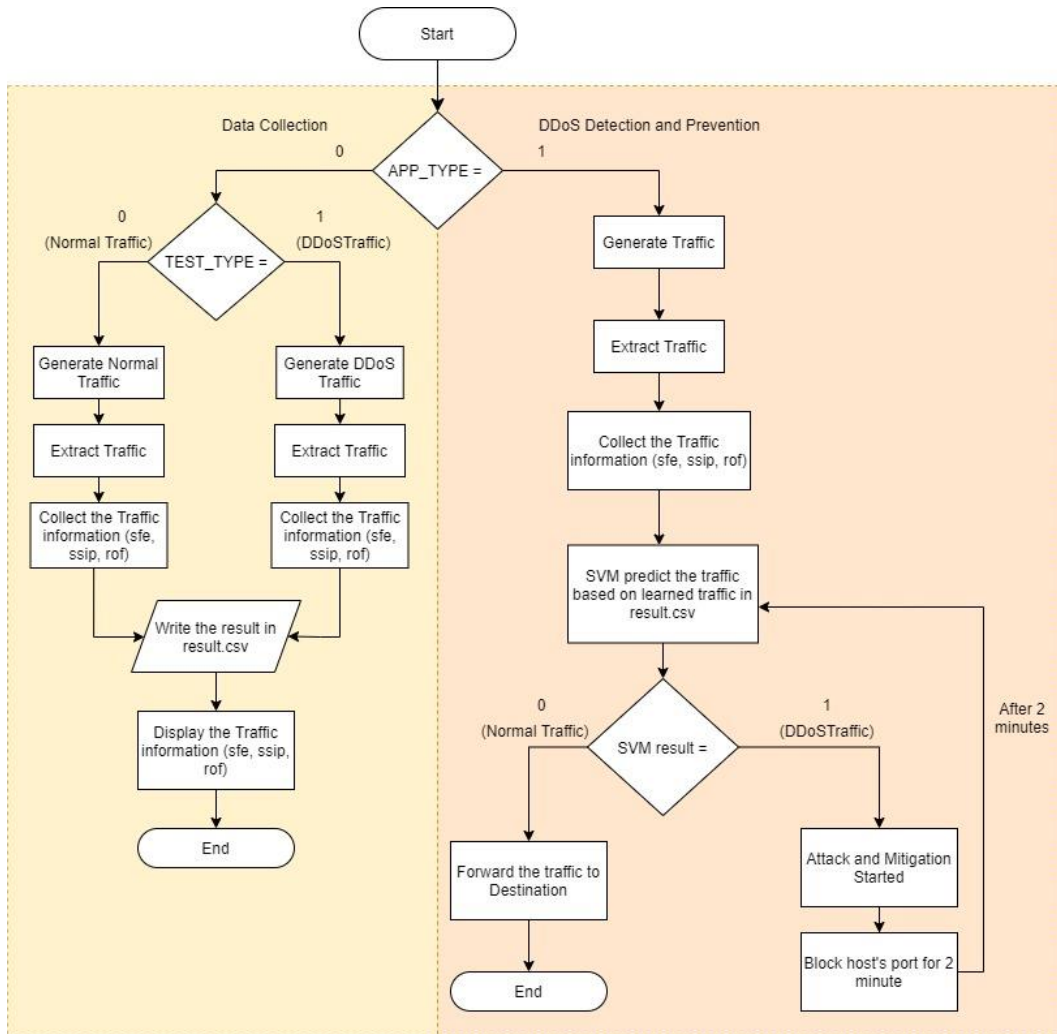 Start
Data Collection
DDoS Detection and Prevention
0
1
APP_TYPE =
0
(Normal Traffic)
1
(DDoSTraffic)
TEST_TYPE =
Generate Normal
Traffic
Generate DDoS
Traffic
Extract Traffic
Extract Traffic
Collect the Traffic
information (sfe,
ssip, rof)
Collect the Traffic
information (sfe,
ssip, rof)
Write the result in
result.csv
Display the Traffic
information (sfe, ssip,
rof)
End
Generate Traffic
Extract Traffic
Collect the Traffic
information (sfe, ssip, rof)
SVM predict the traffic
based on learned traffic in
result.csv
0
(Normal Traffic)
1
(DDoSTraffic)
SVM result =
After 2
minutes
Forward the traffic to
Destination
End
Attack and Mitigation
Started
Block host's port for 2
minute